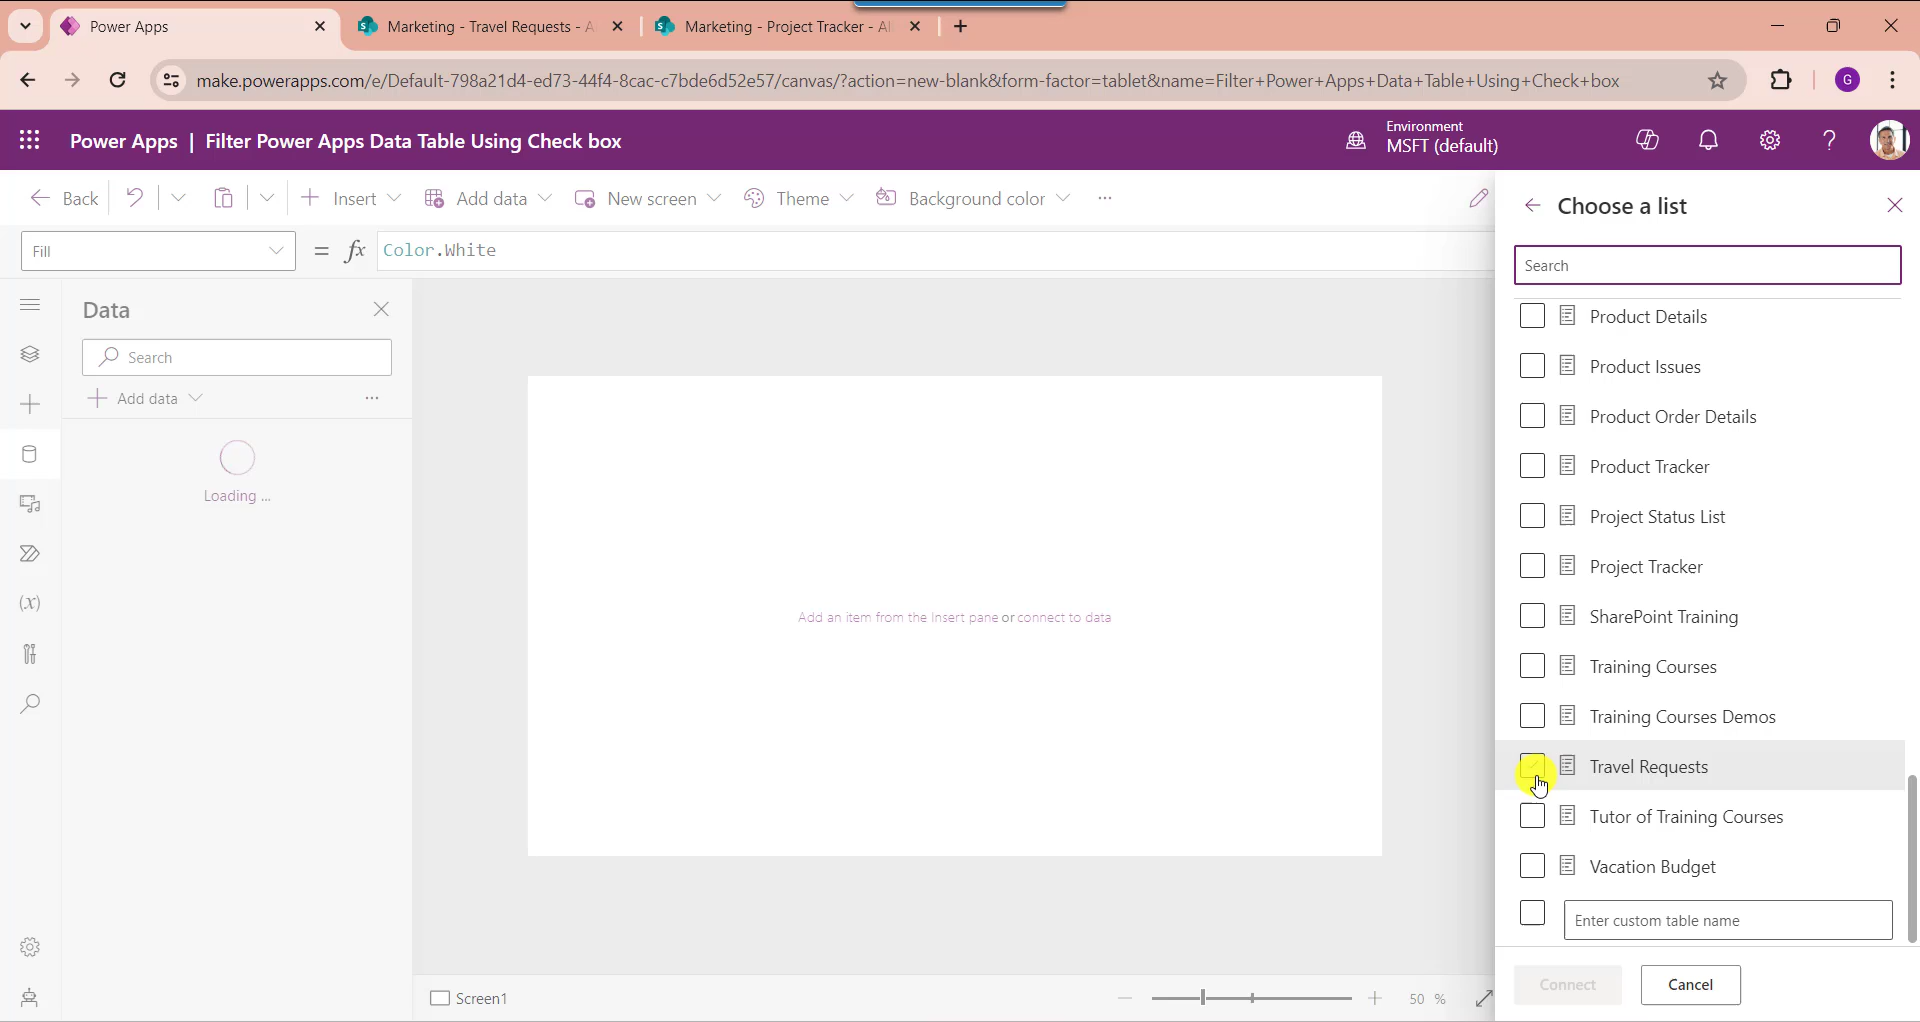 Power Apps
Marketing - Travel Requests - A
Marketing - Project Tracker - Al
make.powerapps.com/e/Default-798a21d4-ed73-44f4-8cac-c7bde6d52e57/canvas/?action=new-blank&form-factor=tablet&name=Filter+Power+Apps+Data+Table+Using+Check+box
G
Power Apps | Filter Power Apps Data Table Using Check box
Environment
MSFT (default)
?
Back
Insert
Add data
New screen
Theme
Background color
...
Fill
= fx
Color.White
Choose a list
Search
Data
Search
Add data
...
Loading ...
(x)
Add an item from the Insert pane or connect to data
Product Details
Product Issues
Product Order Details
Product Tracker
Project Status List
Project Tracker
SharePoint Training
Training Courses
Training Courses Demos
Travel Requests
Tutor of Training Courses
Vacation Budget
Enter custom table name
Connect
Cancel
Screen1
50 %